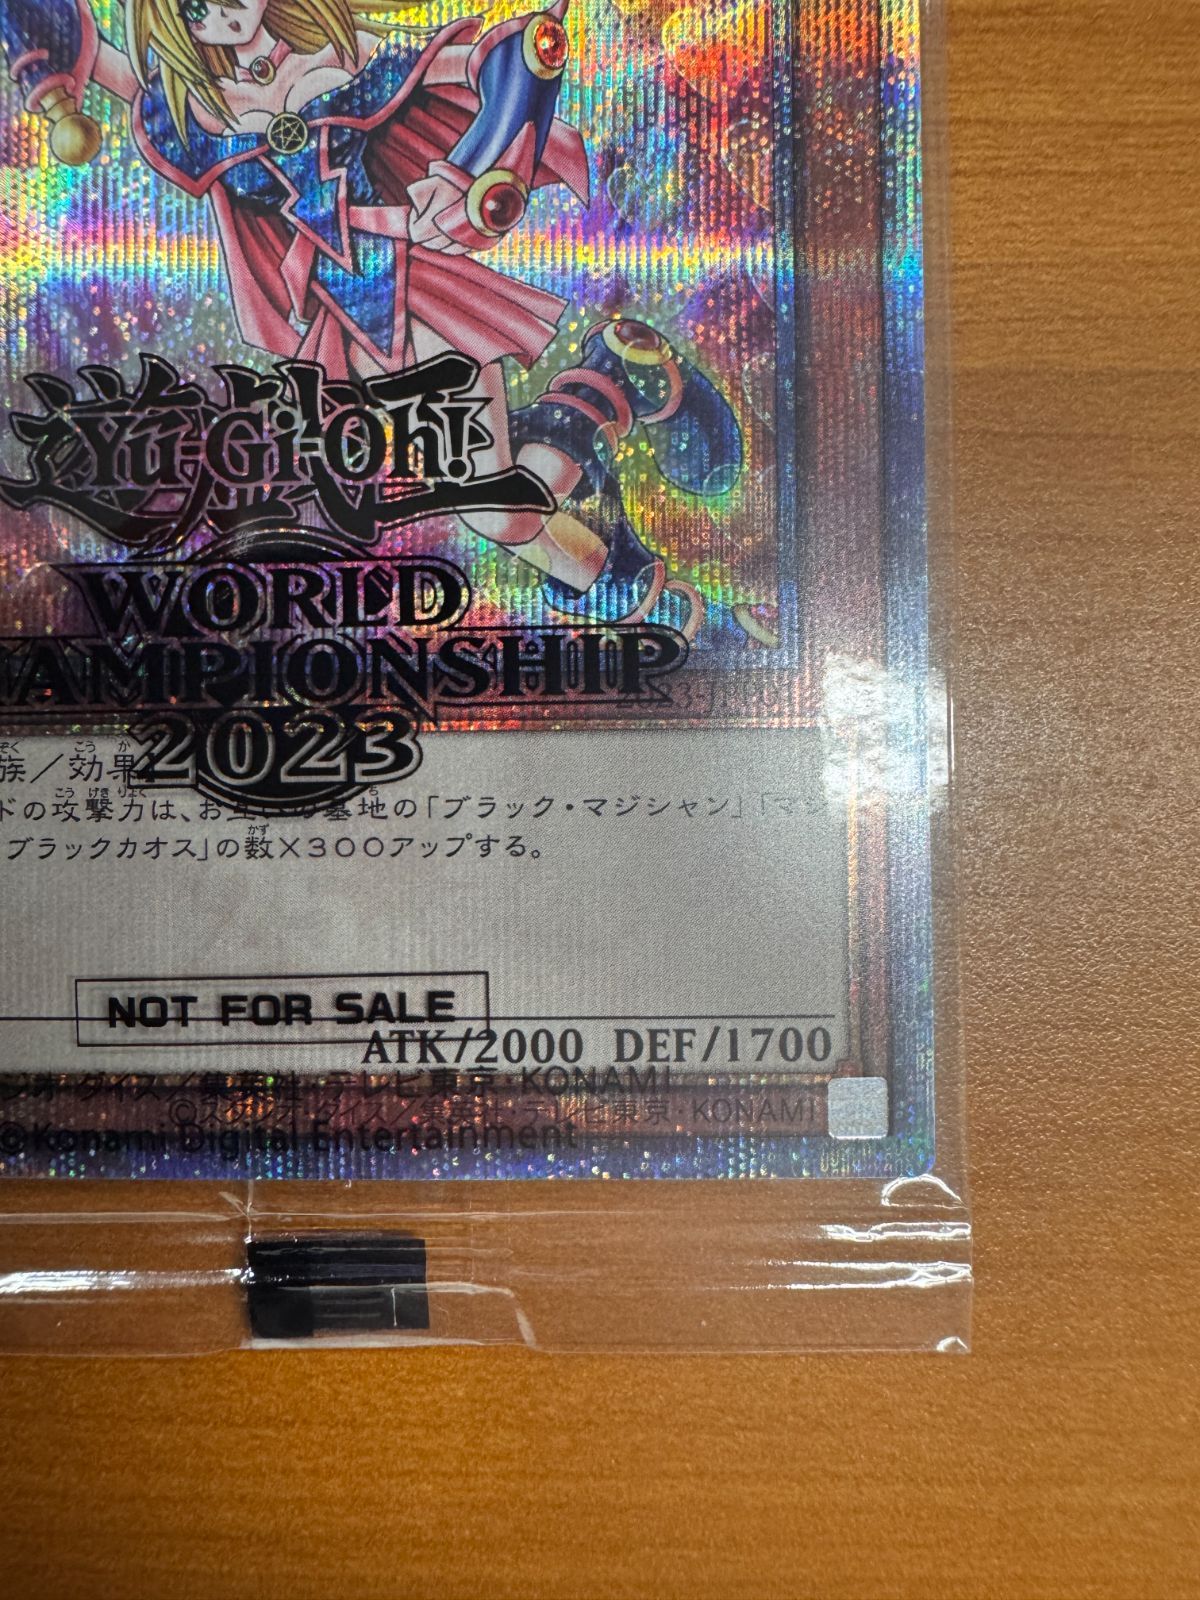 遊☆戯☆王
Yu-Gi-Oh!
WORLD
CHAMPIONSHIP
2023
族／効果
ドの攻撃力は、お互いの墓地の「ブラック・マジシャン」「マジ
ブラックカオス」の数×３００アップする。
NOT FOR SALE
ATK/2000 DEF/1700
ジオ・ダイス／集英社・テレビ東京・KONAMI
©スタジオ・ダイス／集英社・テレビ東京・KONAMI
©Konami Digital Entertainment